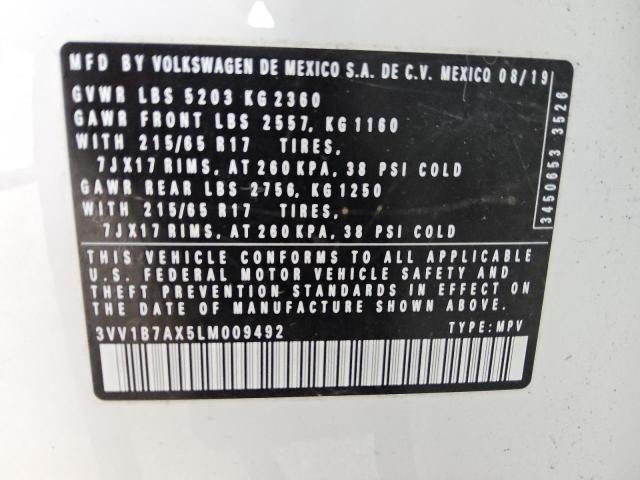 MFD BY VOLKSWAGEN DE MEXICO S.A. DE C.V. MEXICO 08/19
GVWR LBS 5203 KG 2360
GAWR FRONT LBS 2557, KG 1160
WITH 215/65 R17 TIRES,
7JX17 RIMS, AT 260 KPA, 38 PSI COLD
GAWR REAR LBS 2756, KG 1250
WITH 215/65 R17 TIRES,
7JX17 RIMS, AT 260 KPA, 38 PSI COLD
THIS VEHICLE CONFORMS TO ALL APPLICABLE
U.S. FEDERAL MOTOR VEHICLE SAFETY AND
THEFT PREVENTION STANDARDS IN EFFECT ON
THE DATE OF MANUFACTURE SHOWN ABOVE.
3VV1B7AX5LM009492 TYPE: MPV
3450653 3526